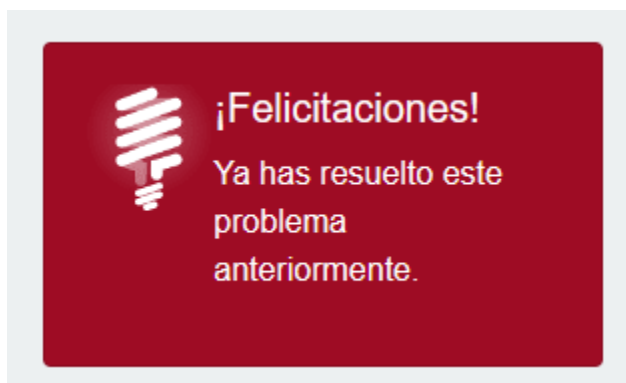 ¡Felicitaciones!
Ya has resuelto este
problema
anteriormente.